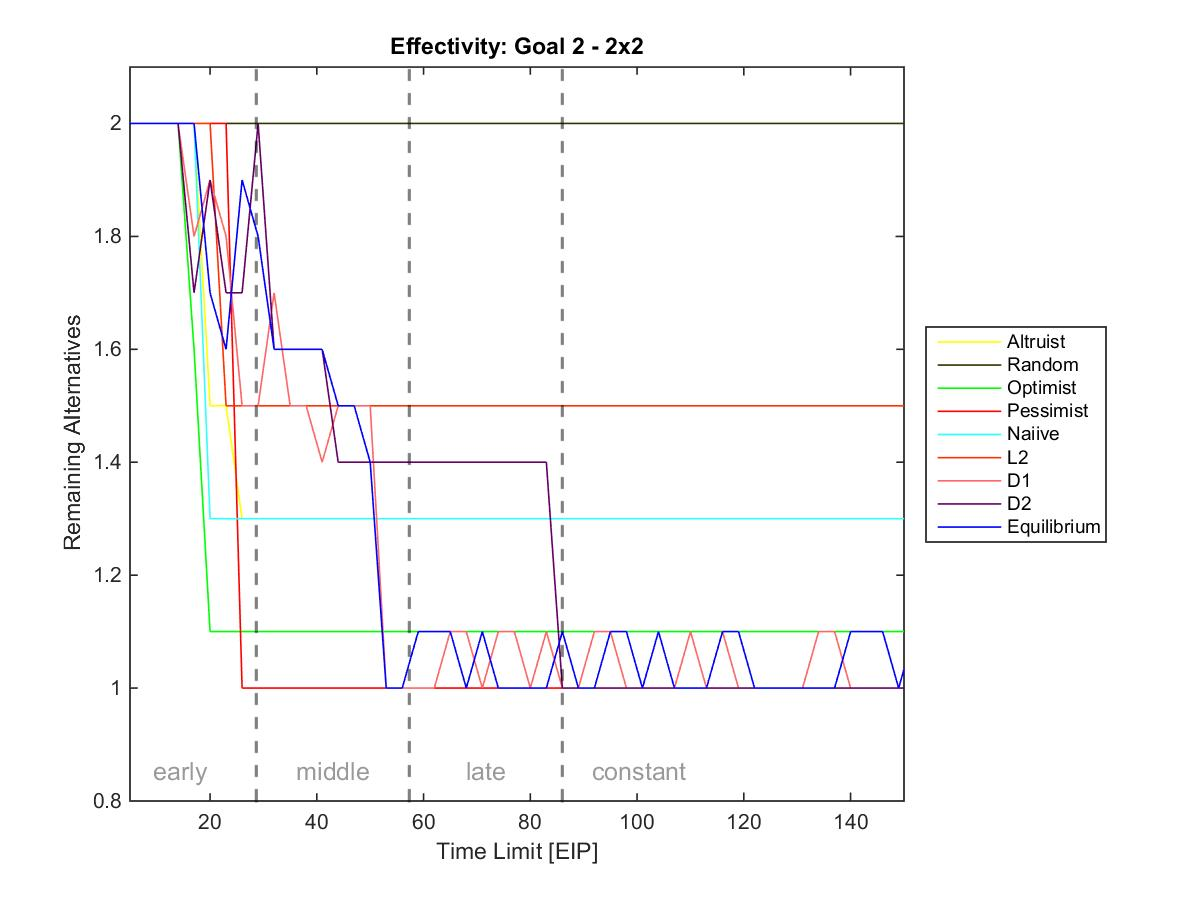 Effectivity: Goal 2 - 2x2
Remaining Alternatives
2
1.8
1.6
1.4
1.2
1
0.8
early middle late constant
20 40 60 80 100 120 140
Time Limit [EIP]
Altruist
Random
Optimist
Pessimist
Naiive
L2
D1
D2
Equilibrium